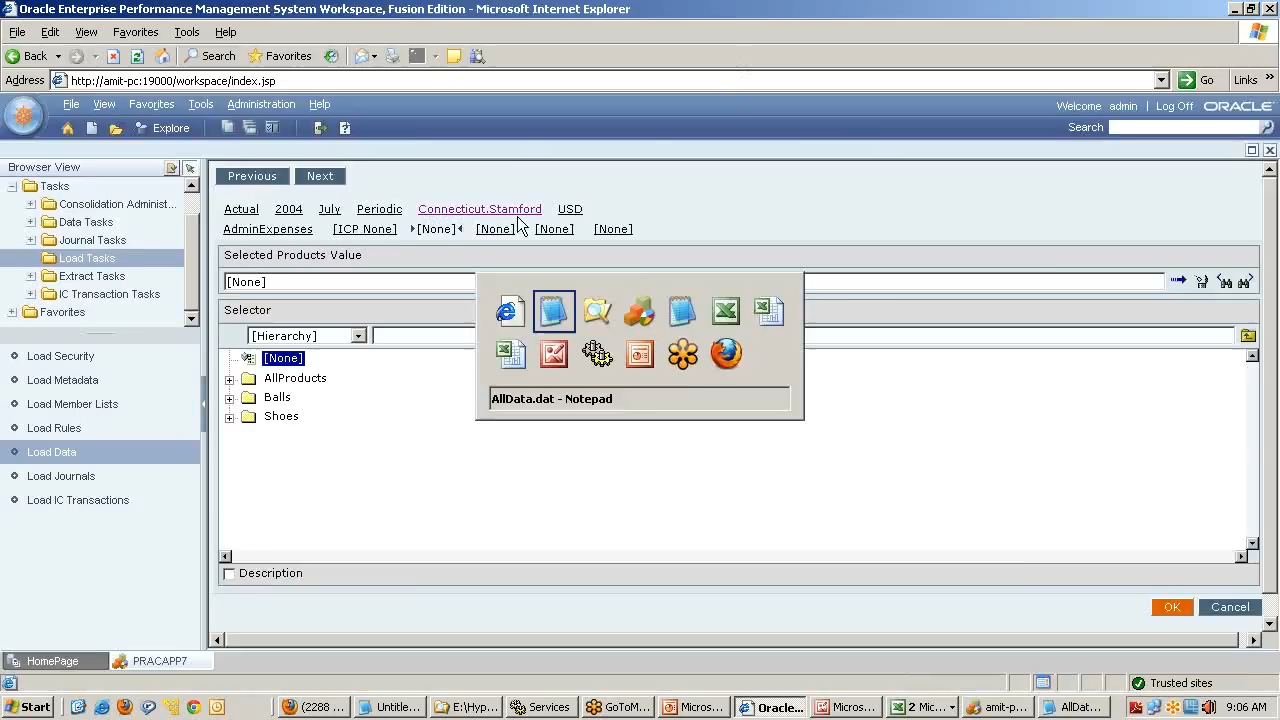 Oracle Enterprise Performance Management System Workspace, Fusion Edition - Microsoft Internet Explorer
File Edit View Favorites Tools Help
Back Search Favorites
Address http://amit-pc:19000/workspace/index.jsp Go Links »
File View Favorites Tools Administration Help Welcome admin Log Off ORACLE
Explore Search
Browser View
Previous Next
Tasks
Consolidation Administ...
Data Tasks
Journal Tasks
Load Tasks
Extract Tasks
IC Transaction Tasks
Favorites
Actual 2004 July Periodic Connecticut.Stamford USD
AdminExpenses [ICP None] [None] [None] [None] [None]
Selected Products Value
[None]
Selector
[Hierarchy]
[None]
AllProducts
Balls
Shoes
AllData.dat - Notepad
Load Security
Load Metadata
Load Member Lists
Load Rules
Load Data
Load Journals
Load IC Transactions
Description
OK Cancel
HomePage PRACAPP7
Trusted sites
Start (2288 ... Untitle... E:\Hyp... Services GoToM... Micros... Oracle... Micros... 2 Mic... amit-p... AllDat... 9:06 AM